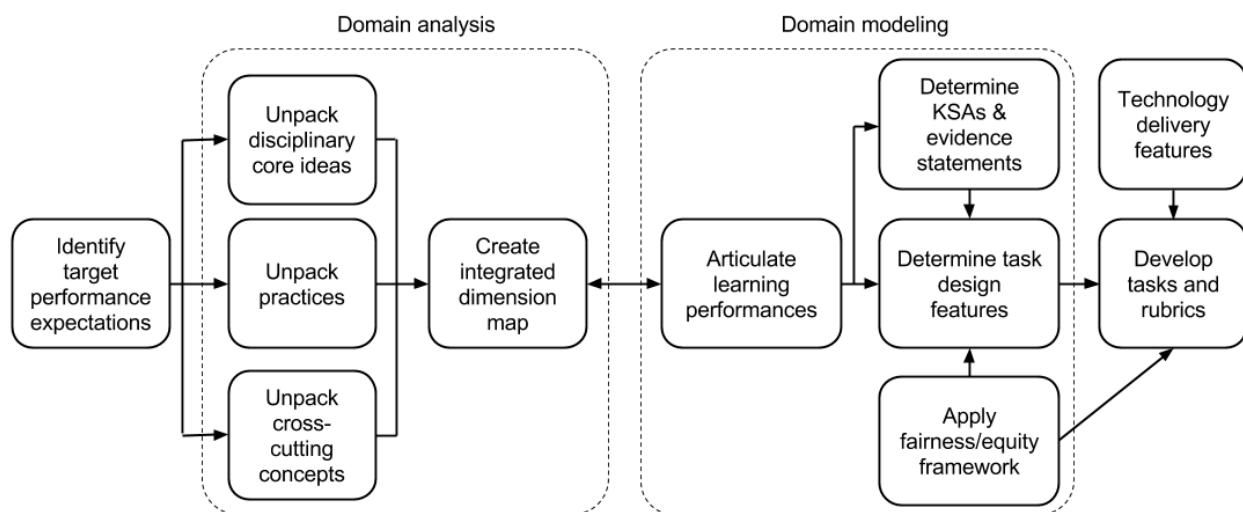 Domain analysis
Domain modeling
Identify
target
performance
expectations
Unpack
disciplinary
core ideas
Unpack
practices
Unpack
cross-
cutting
concepts
Create
integrated
dimension
map
Articulate
learning
performances
Determine
KSAs &
evidence
statements
Determine task
design
features
Apply
fairness/equity
framework
Technology
delivery
features
Develop
tasks and
rubrics